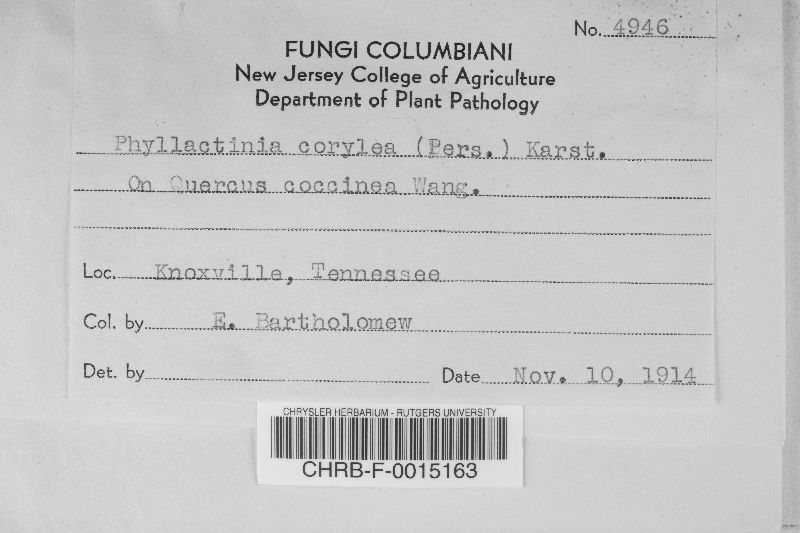 No. 4946
FUNGI COLUMBIANI
New Jersey College of Agriculture
Department of Plant Pathology
Phyllactinia corylea (Pers.) Karst.
On Quercus coccinea Wang.
Loc. Knoxville, Tennessee
Col. by E. Bartholomew
Det. by
Date Nov. 10, 1914
CHRYSLER HERBARIUM - RUTGERS UNIVERSITY
CHRB-F-0015163